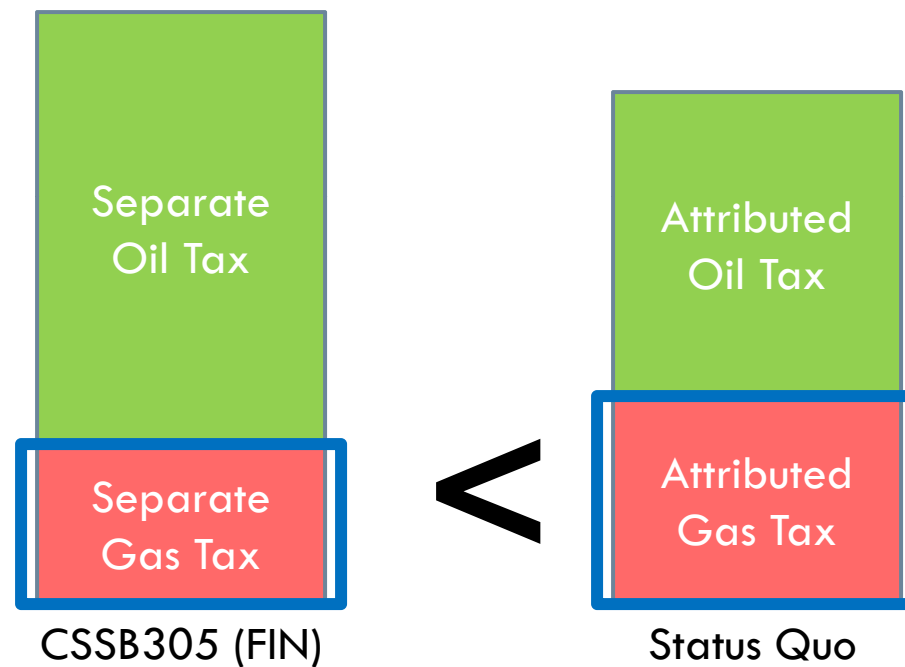 Separate
Oil Tax
Separate
Gas Tax
CSSB305 (FIN)
<
Attributed
Oil Tax
Attributed
Gas Tax
Status Quo